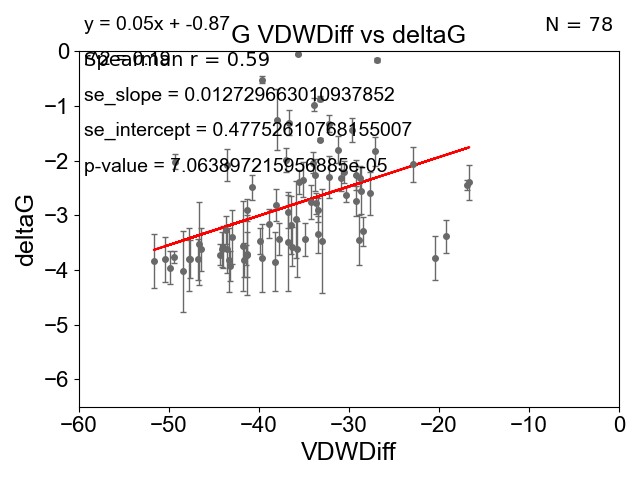 y = 0.05x + -0.87
N = 78
G VDWDiff vs deltaG
Spearman r = 0.59
se_slope = 0.012729663010937852
se_intercept = 0.47752610768155007
p-value = 7.063897215956885e-05
deltaG
0
−1
−2
−3
−4
−5
−6
−60
−50
−40
−30
−20
−10
0
VDWDiff